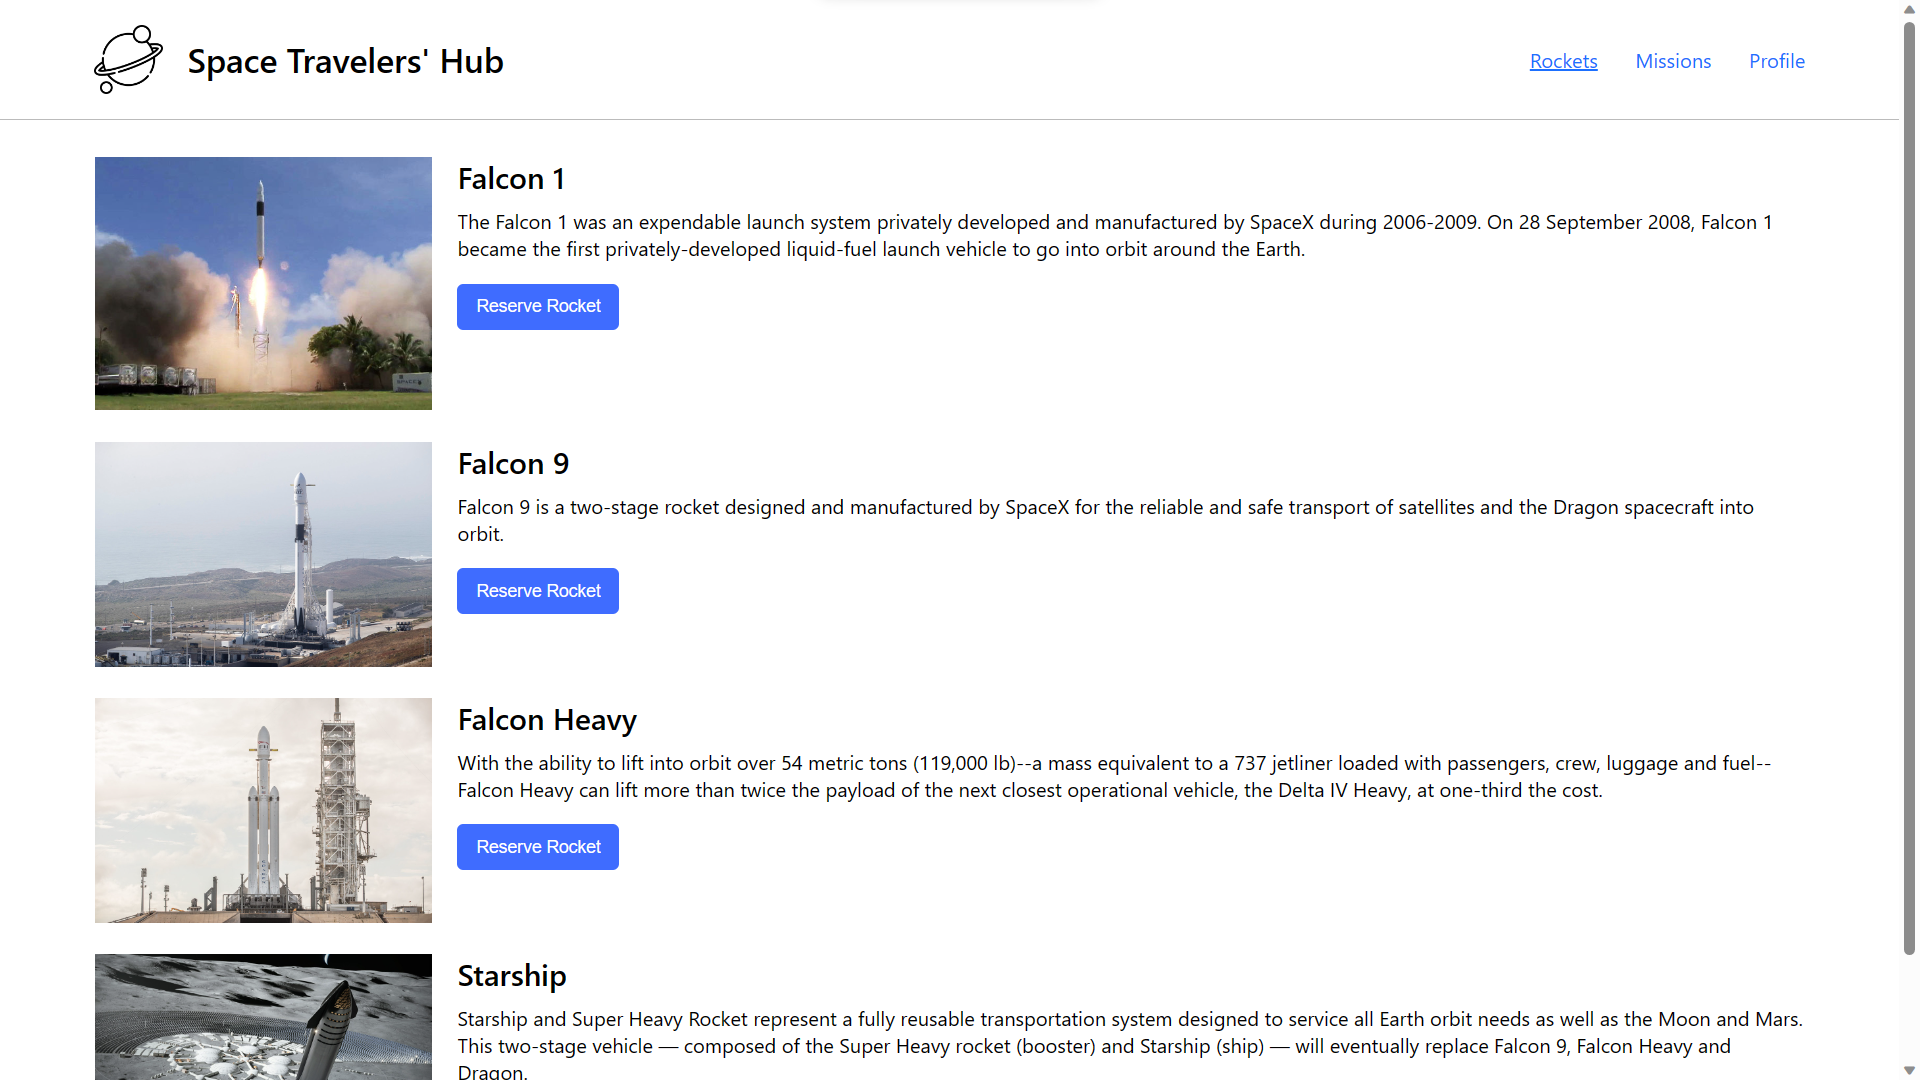 Space Travelers' Hub
Rockets
Missions
Profile
Falcon 1
The Falcon 1 was an expendable launch system privately developed and manufactured by SpaceX during 2006-2009. On 28 September 2008, Falcon 1
became the first privately-developed liquid-fuel launch vehicle to go into orbit around the Earth.
Reserve Rocket
Falcon 9
Falcon 9 is a two-stage rocket designed and manufactured by SpaceX for the reliable and safe transport of satellites and the Dragon spacecraft into
orbit.
Reserve Rocket
Falcon Heavy
With the ability to lift into orbit over 54 metric tons (119,000 lb)--a mass equivalent to a 737 jetliner loaded with passengers, crew, luggage and fuel--
Falcon Heavy can lift more than twice the payload of the next closest operational vehicle, the Delta IV Heavy, at one-third the cost.
Reserve Rocket
Starship
Starship and Super Heavy Rocket represent a fully reusable transportation system designed to service all Earth orbit needs as well as the Moon and Mars.
This two-stage vehicle — composed of the Super Heavy rocket (booster) and Starship (ship) — will eventually replace Falcon 9, Falcon Heavy and
Dragon.